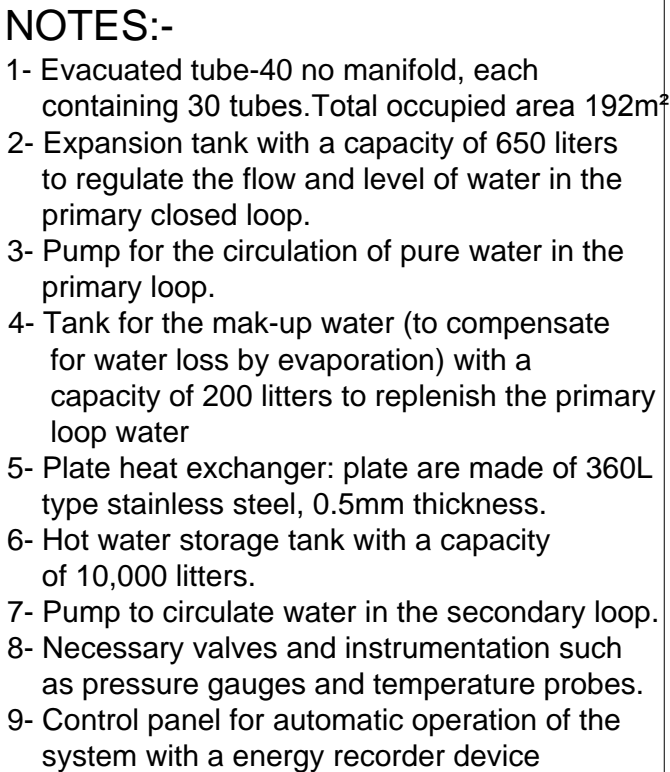 NOTES:-
1- Evacuated tube-40 no manifold, each
containing 30 tubes.Total occupied area 192m²
2- Expansion tank with a capacity of 650 liters
to regulate the flow and level of water in the
primary closed loop.
3- Pump for the circulation of pure water in the
primary loop.
4- Tank for the mak-up water (to compensate
for water loss by evaporation) with a
capacity of 200 litters to replenish the primary
loop water
5- Plate heat exchanger: plate are made of 360L
type stainless steel, 0.5mm thickness.
6- Hot water storage tank with a capacity
of 10,000 litters.
7- Pump to circulate water in the secondary loop.
8- Necessary valves and instrumentation such
as pressure gauges and temperature probes.
9- Control panel for automatic operation of the
system with a energy recorder device